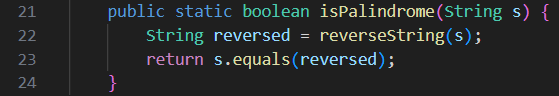 21 public static boolean isPalindrome(String s) {
22 String reversed = reverseString(s);
23 return s.equals(reversed);
24 }